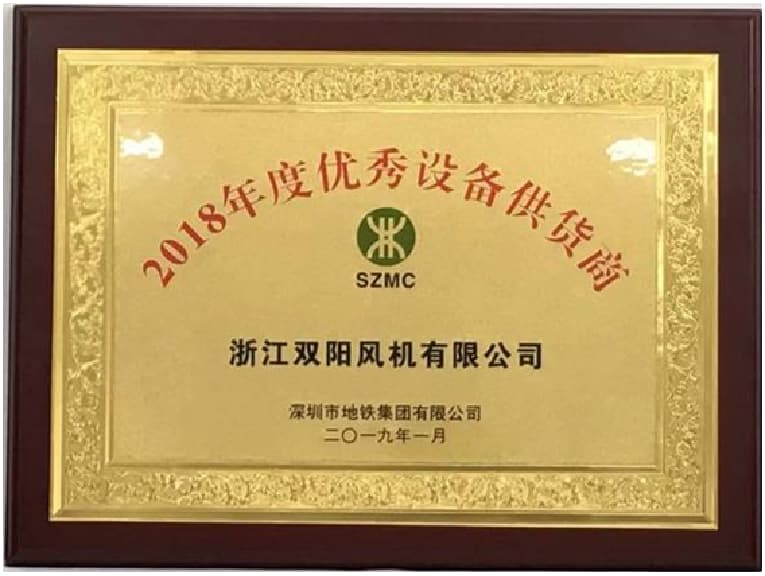 2018年度优秀设备供货商
SZMC
浙江双阳风机有限公司
深圳市地铁集团有限公司
二〇一九年一月